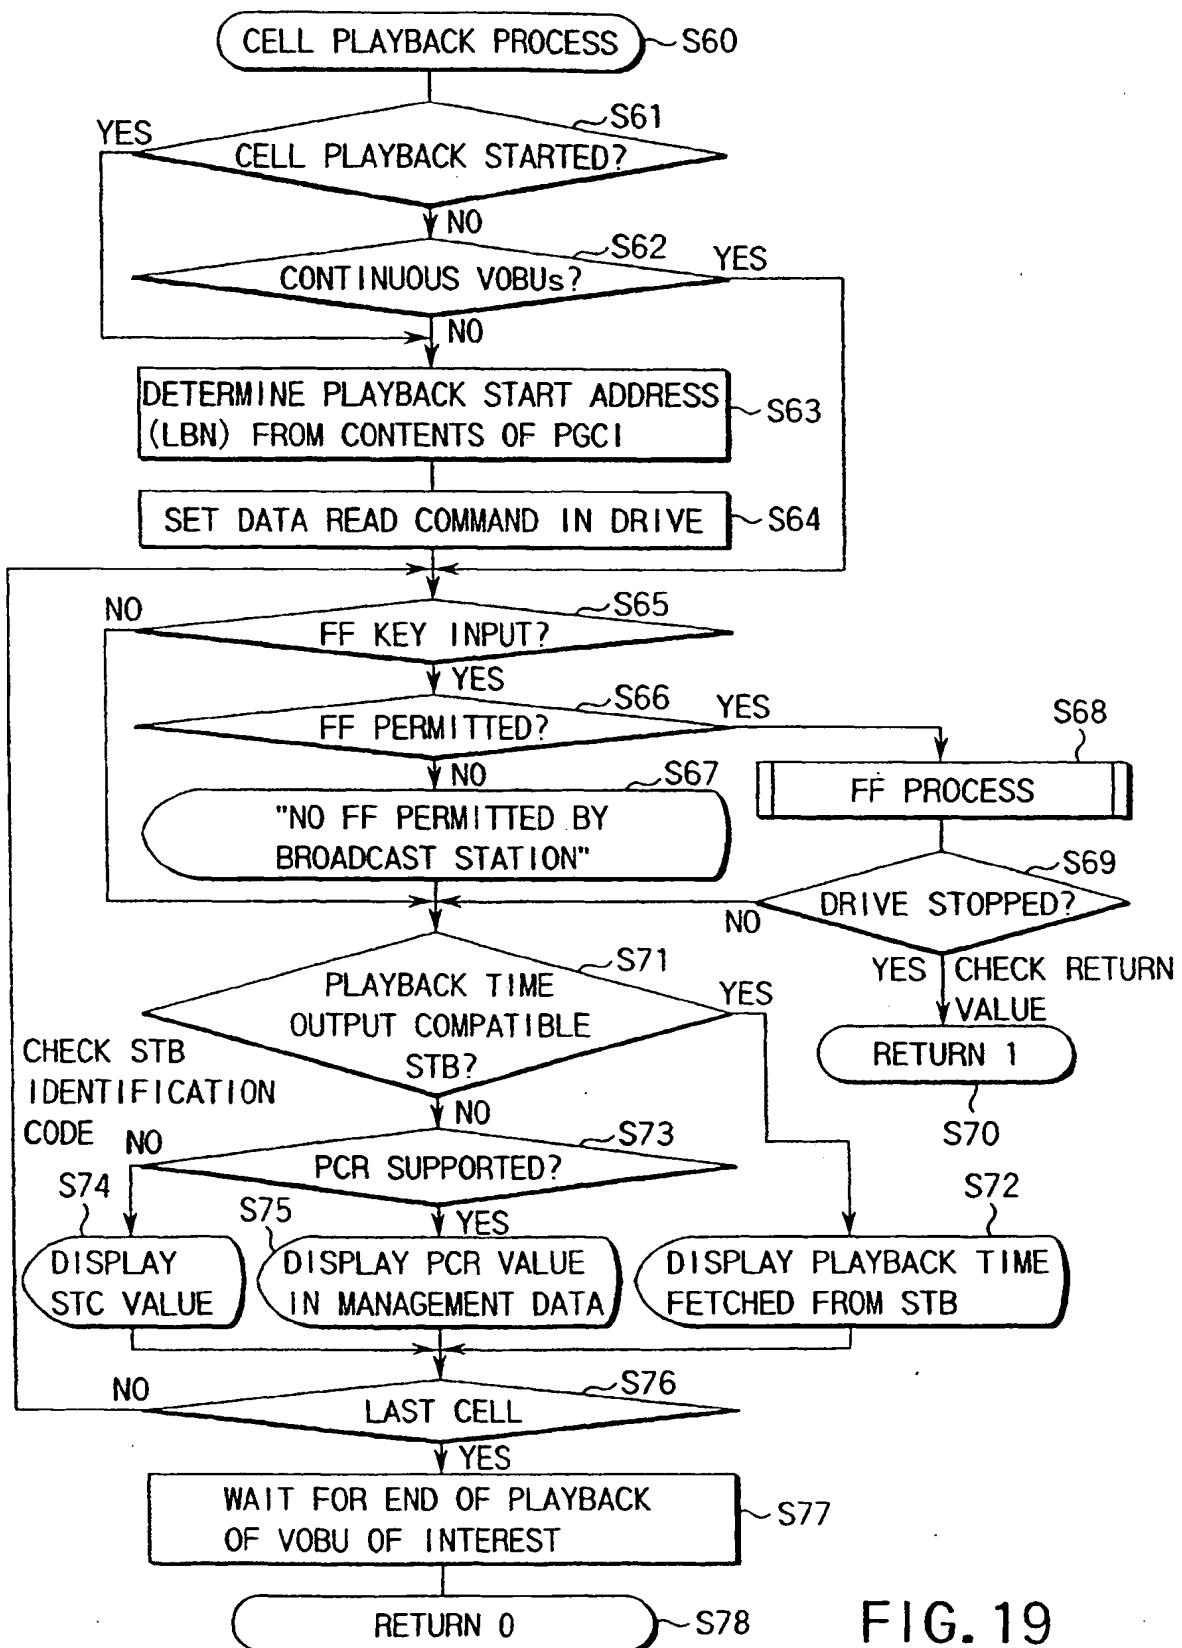 CELL PLAYBACK PROCESS
S60
S61
YES
CELL PLAYBACK STARTED?
NO
S62
YES
CONTINUOUS VOBUs?
NO
DETERMINE PLAYBACK START ADDRESS
(LBN) FROM CONTENTS OF PGCI
S63
SET DATA READ COMMAND IN DRIVE
S64
NO
S65
FF KEY INPUT?
YES
S66
YES
FF PERMITTED?
S68
NO
S67
FF PROCESS
"NO FF PERMITTED BY
BROADCAST STATION"
S69
DRIVE STOPPED?
NO
S71
YES
CHECK RETURN
VALUE
PLAYBACK TIME
OUTPUT COMPATIBLE
STB?
YES
RETURN 1
S70
CHECK STB
IDENTIFICATION
CODE
NO
NO
S73
PCR SUPPORTED?
S74
S75
YES
S72
DISPLAY
STC VALUE
DISPLAY PCR VALUE
IN MANAGEMENT DATA
DISPLAY PLAYBACK TIME
FETCHED FROM STB
NO
S76
LAST CELL
YES
WAIT FOR END OF PLAYBACK
OF VOBU OF INTEREST
S77
RETURN 0
S78
FIG. 19